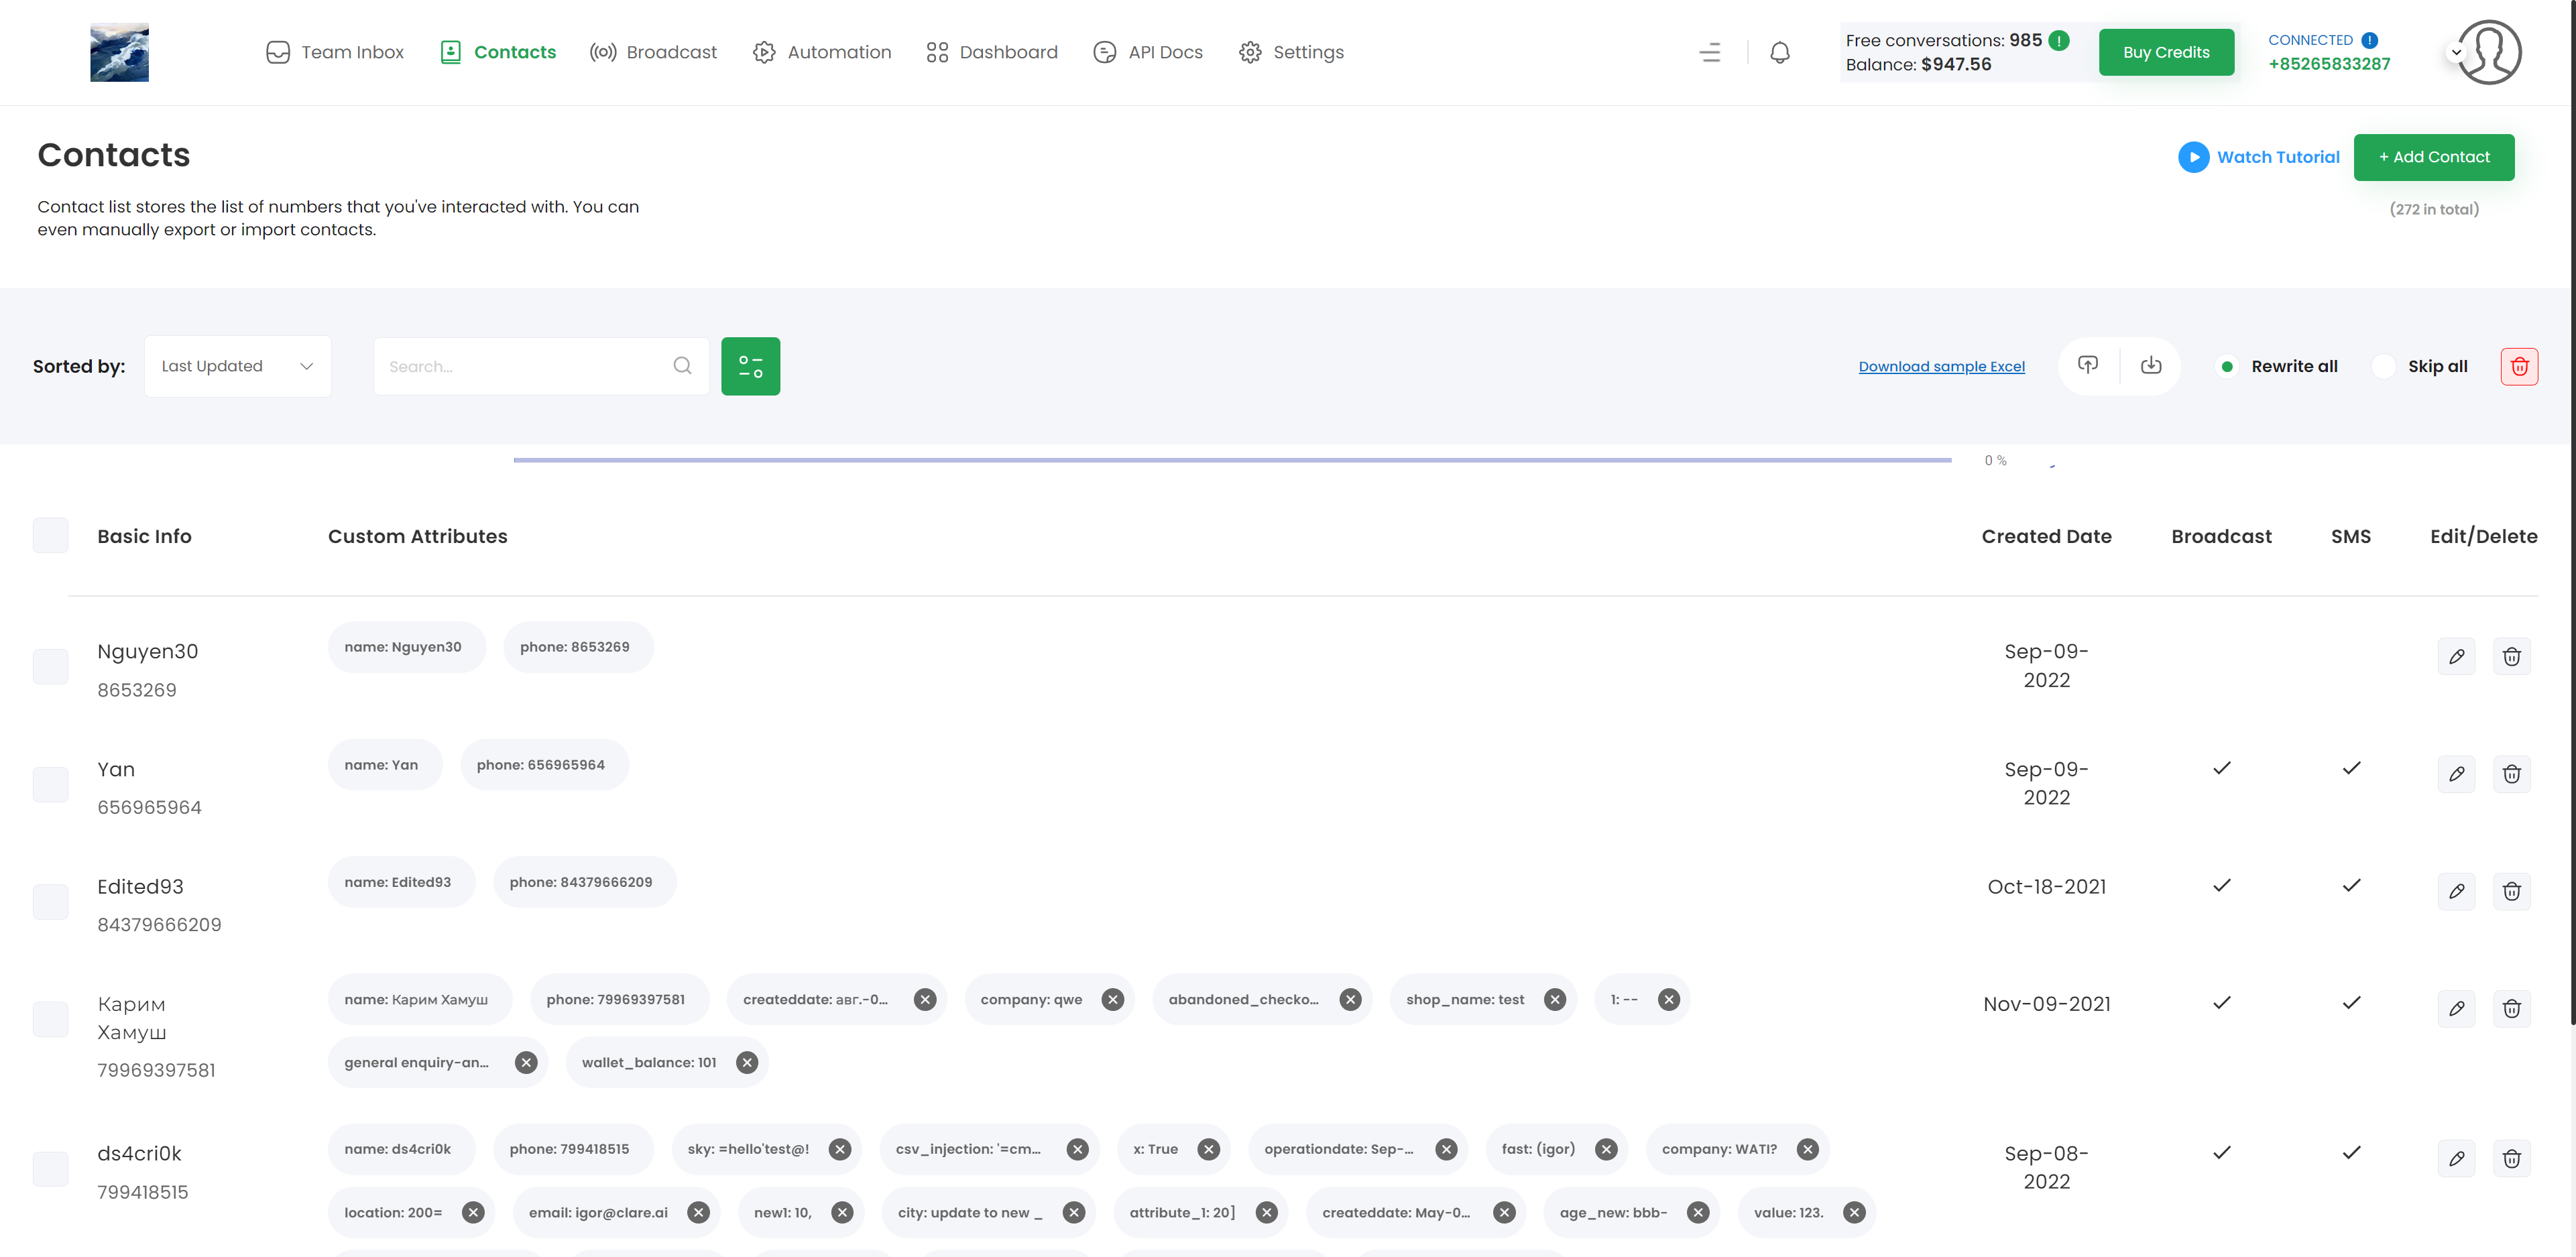 Team Inbox
Contacts
Broadcast
Automation
Dashboard
API Docs
Settings
Free conversations: 985
Balance: $947.56
Buy Credits
CONNECTED
+85265833287
Contacts
Watch Tutorial
+ Add Contact
(272 in total)
Contact list stores the list of numbers that you've interacted with. You can
even manually export or import contacts.
Sorted by:
Last Updated
Search...
Download sample Excel
Rewrite all
Skip all
0 %
Basic Info
Custom Attributes
Created Date
Broadcast
SMS
Edit/Delete
Nguyen30
8653269
name: Nguyen30
phone: 8653269
Sep-09-
2022
Yan
656965964
name: Yan
phone: 656965964
Sep-09-
2022
Edited93
84379666209
name: Edited93
phone: 84379666209
Oct-18-2021
Карим
Хамуш
79969397581
name: Карим Хамуш
phone: 79969397581
createddate: авг.-0...
company: qwe
abandoned_checko...
shop_name: test
1: --
general enquiry-an...
wallet_balance: 101
Nov-09-2021
ds4cri0k
799418515
name: ds4cri0k
phone: 799418515
sky: =hello'test@!
csv_injection: '=cm...
x: True
operationdate: Sep-...
fast: (igor)
company: WATI?
location: 200=
email: igor@clare.ai
new1: 10,
city: update to new _
attribute_1: 20]
createddate: May-0...
age_new: bbb-
value: 123.
Sep-08-
2022